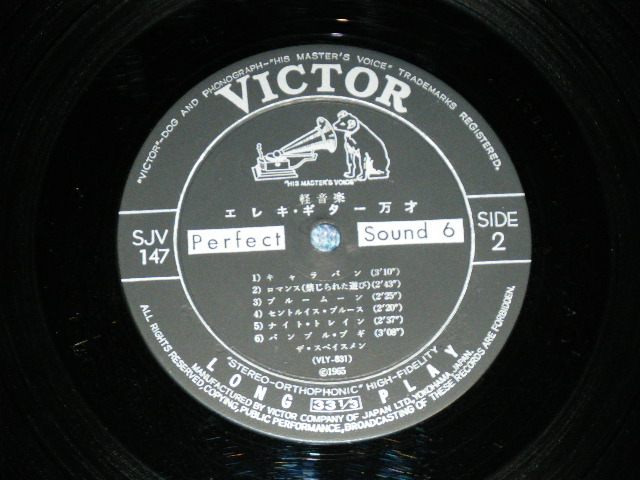 "VICTOR"-DOG AND PHONOGRAPH-"HIS MASTER'S VOICE" TRADEMARKS REGISTERED.
VICTOR
"HIS MASTER'S VOICE"
軽音楽
エレキ・ギター万才
SJV
147
Perfect Sound 6
SIDE
2
1) キャラバン (3'10")
2) ロマンス(禁じられた遊び) (2'43")
3) ブルームーン (2'25")
4) セントルイス・ブルース (2'20")
5) ナイト・トレイン (2'37")
6) バンブル・ブギ (3'08")
デ・スペイスメン
(VLY-831)
©1965
"STEREO-ORTHOPHONIC" HIGH-FIDELITY
LONG 33 1/3 PLAY
MANUFACTURED BY VICTOR COMPANY OF JAPAN LTD, YOKOHAMA, JAPAN.
ALL RIGHTS RESERVED, COPYING, PUBLIC PERFORMANCE, BROADCASTING OF THESE RECORDS ARE FORBIDDEN.